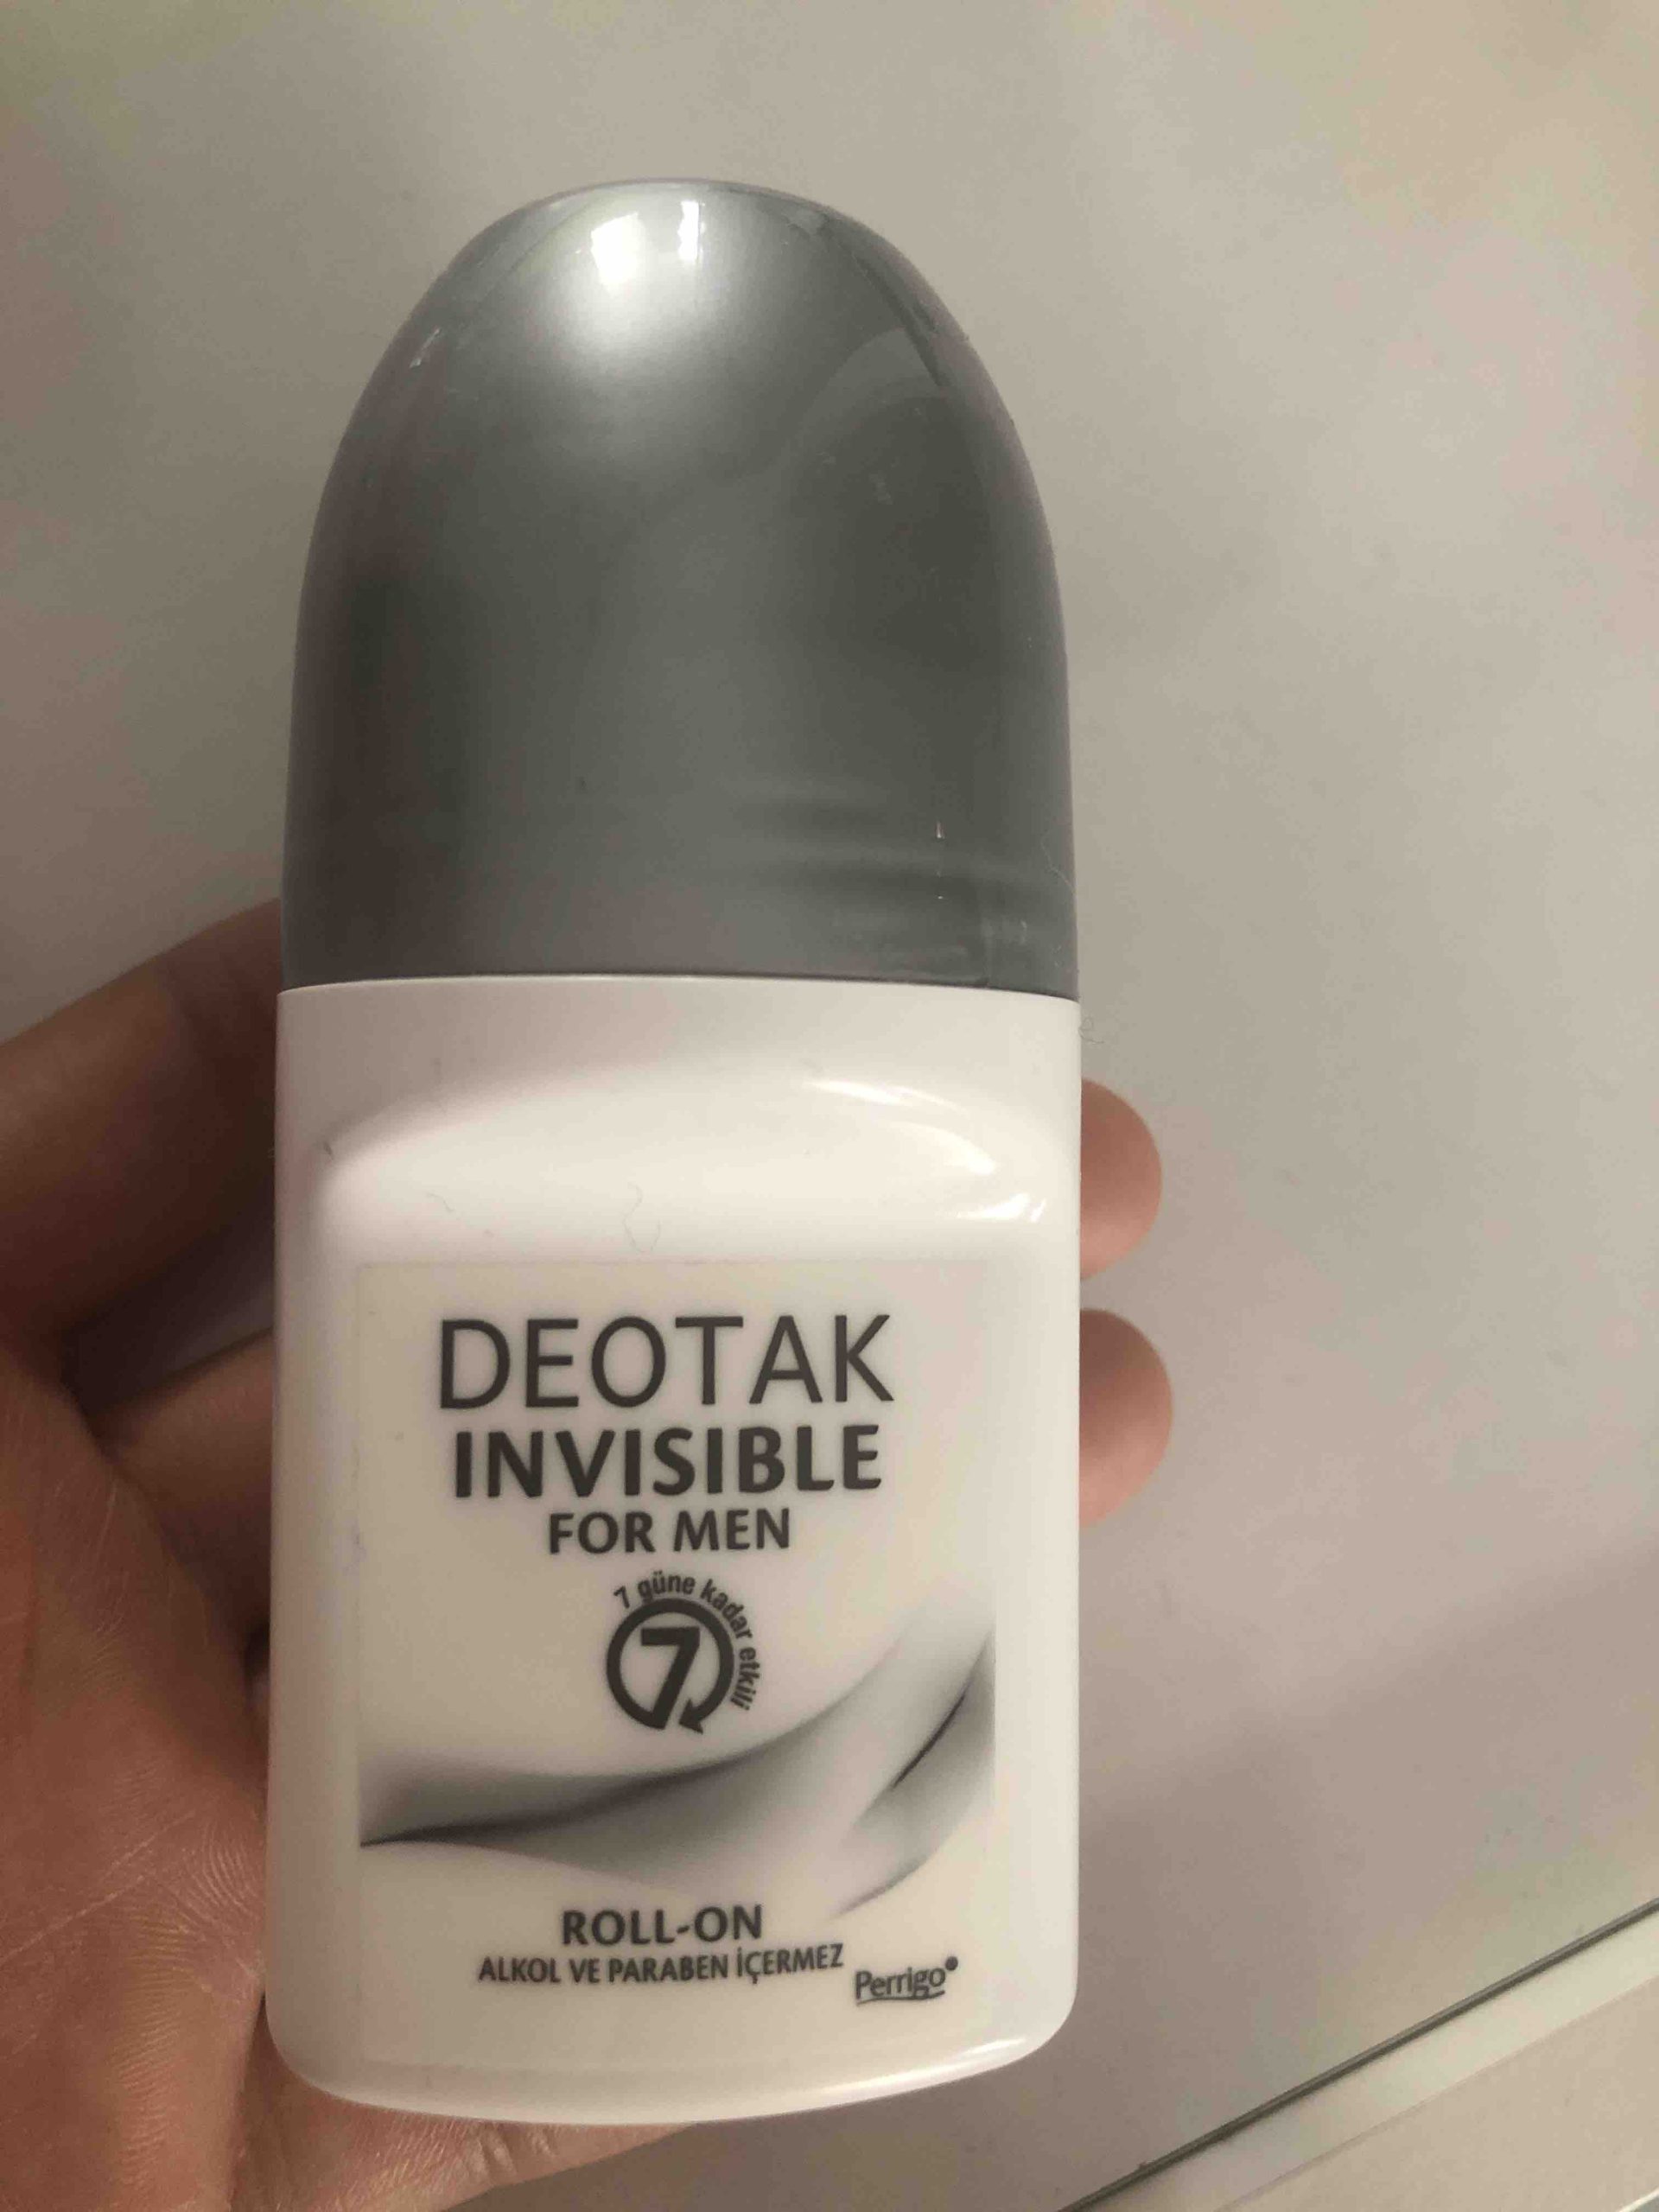 DEOTAK
INVISIBLE
FOR MEN
7 güne kadar etkili
7
ROLL-ON
ALKOL VE PARABEN İÇERMEZ
Perrigo